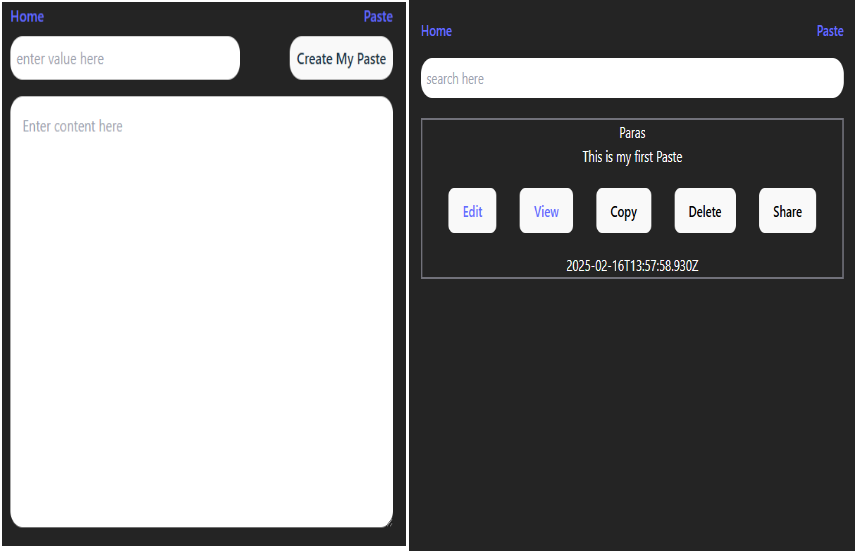 Home Paste
enter value here Create My Paste
Enter content here
Home Paste
search here
Paras
This is my first Paste
Edit View Copy Delete Share
2025-02-16T13:57:58.930Z